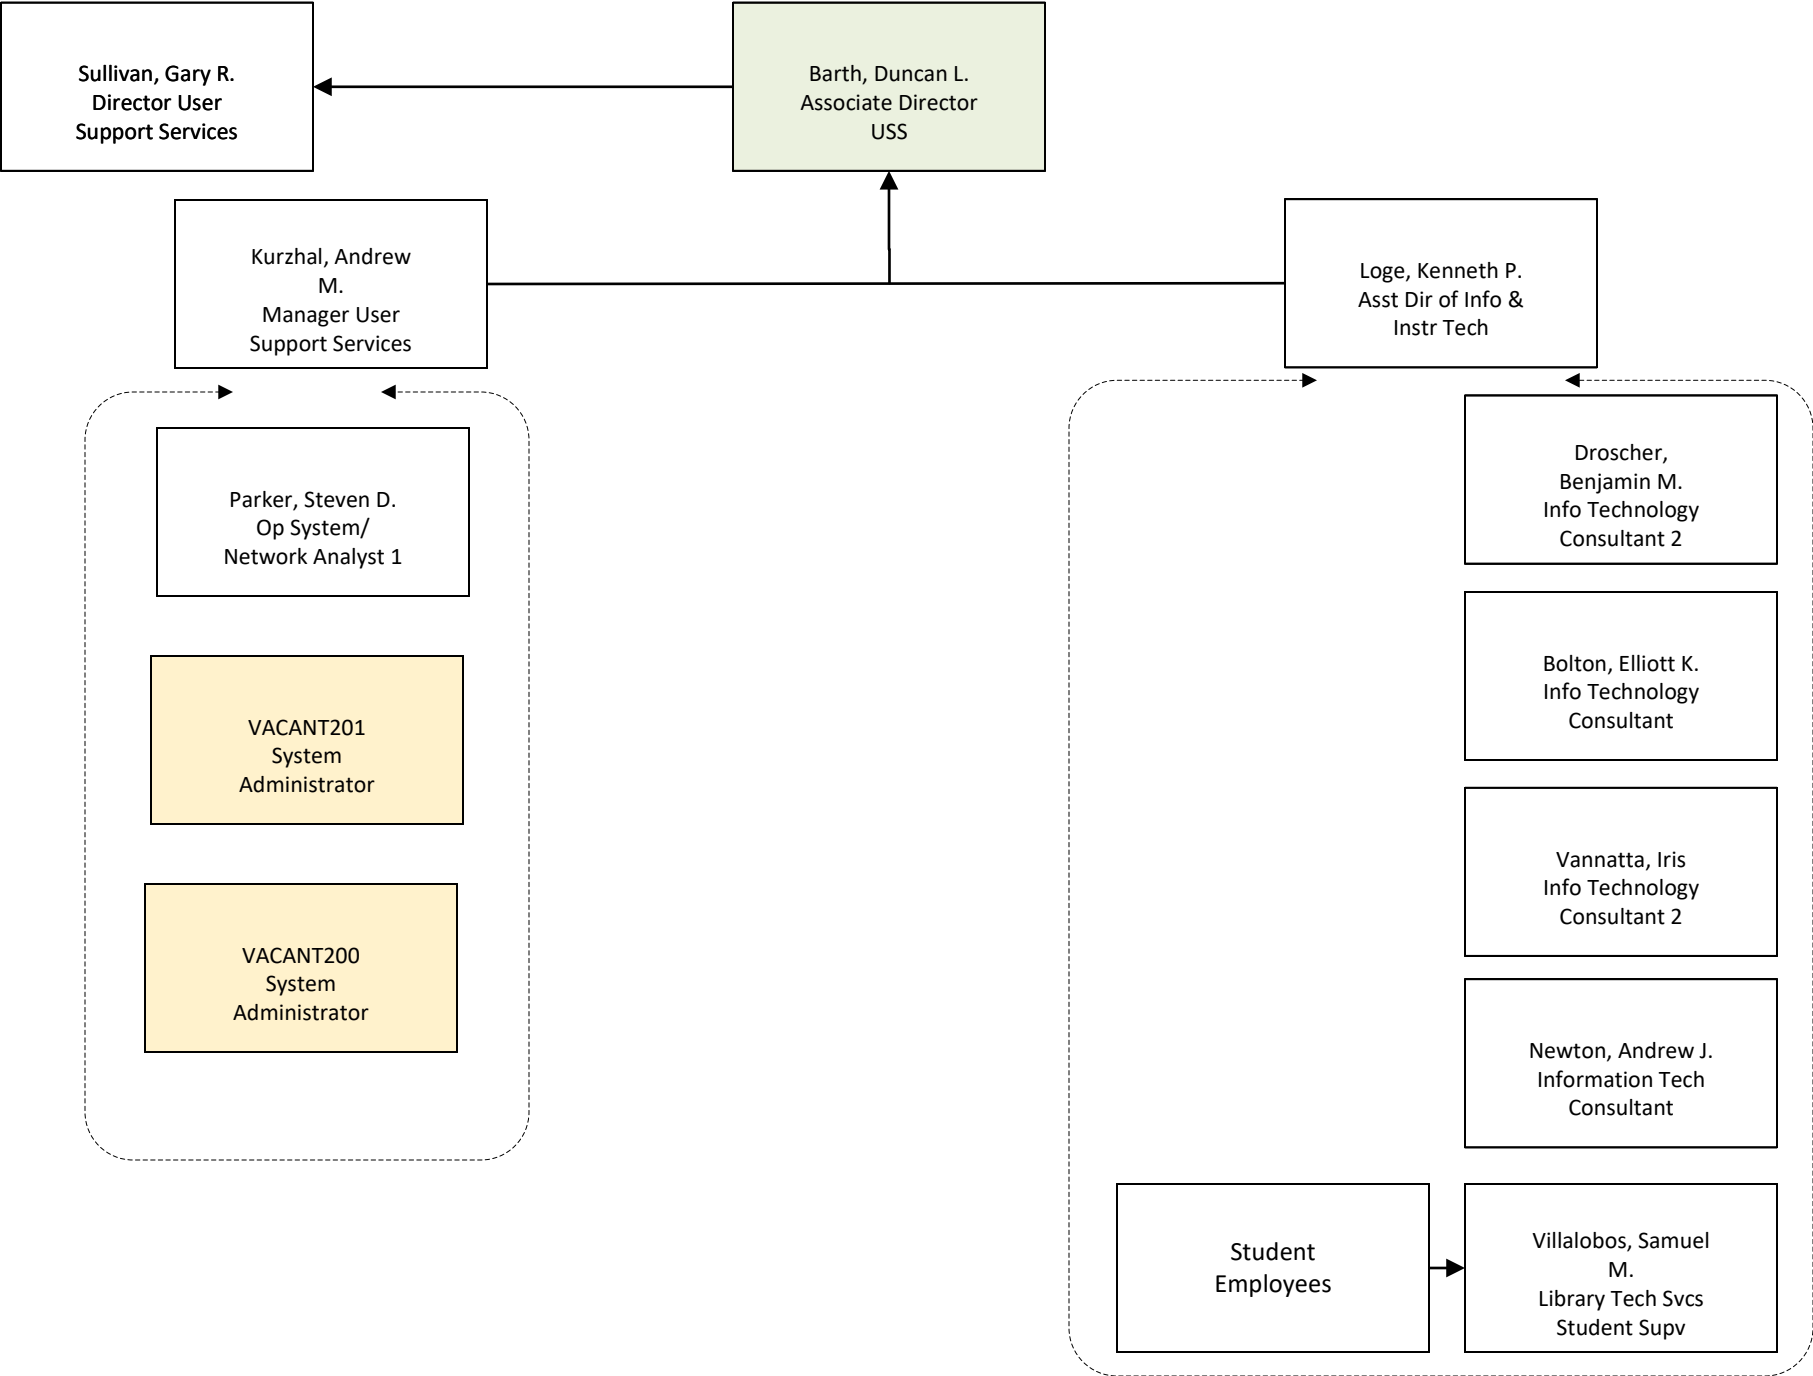 Sullivan, Gary R.
Director User
Support Services
Barth, Duncan L.
Associate Director
USS
Kurzhal, Andrew
M.
Manager User
Support Services
Loge, Kenneth P.
Asst Dir of Info &
Instr Tech
Parker, Steven D.
Op System/
Network Analyst 1
VACANT201
System
Administrator
VACANT200
System
Administrator
Droscher,
Benjamin M.
Info Technology
Consultant 2
Bolton, Elliott K.
Info Technology
Consultant
Vannatta, Iris
Info Technology
Consultant 2
Newton, Andrew J.
Information Tech
Consultant
Student
Employees
Villalobos, Samuel
M.
Library Tech Svcs
Student Supv